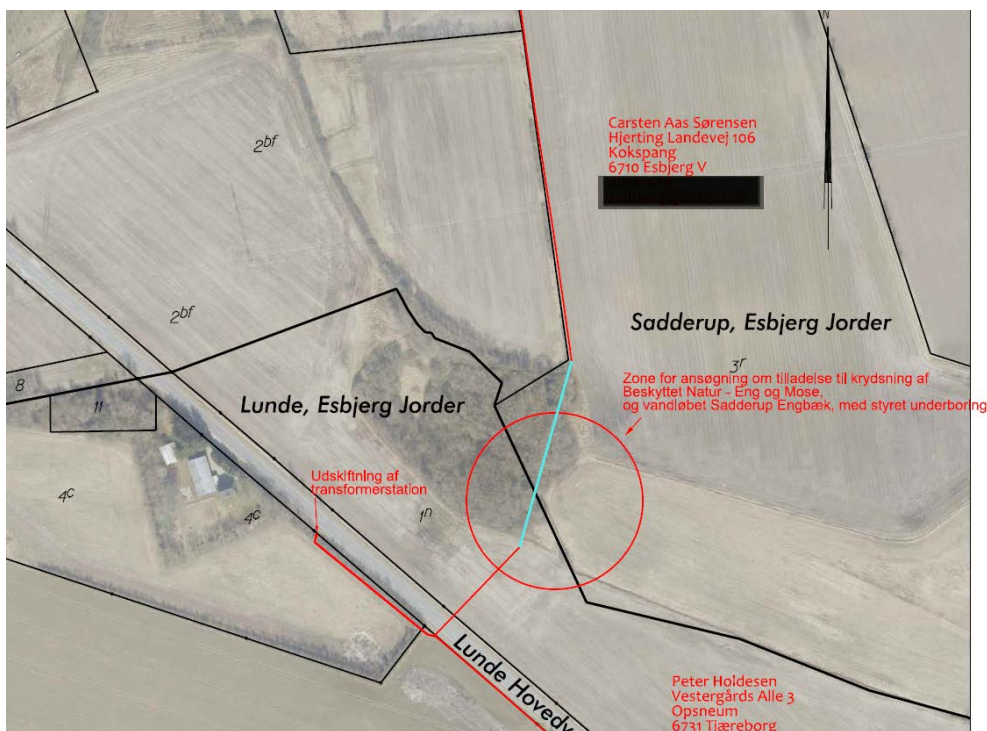 N
2bf
Carsten Aas Sørensen
Hjerting Landevej 106
Kokspang
6710 Esbjerg V
2bf
Sadderup, Esbjerg Jorder
3r
Zone for ansøgning om tilladelse til krydsning af
Beskyttet Natur - Eng og Mose,
og vandløbet Sadderup Engbæk, med styret underboring
8
11
Lunde, Esbjerg Jorder
Udskiftning af
transformerstation
4c
4c
1n
Lunde Hovedv
Peter Holdesen
Vestergårds Alle 3
Opsneum
6731 Tjæreborg